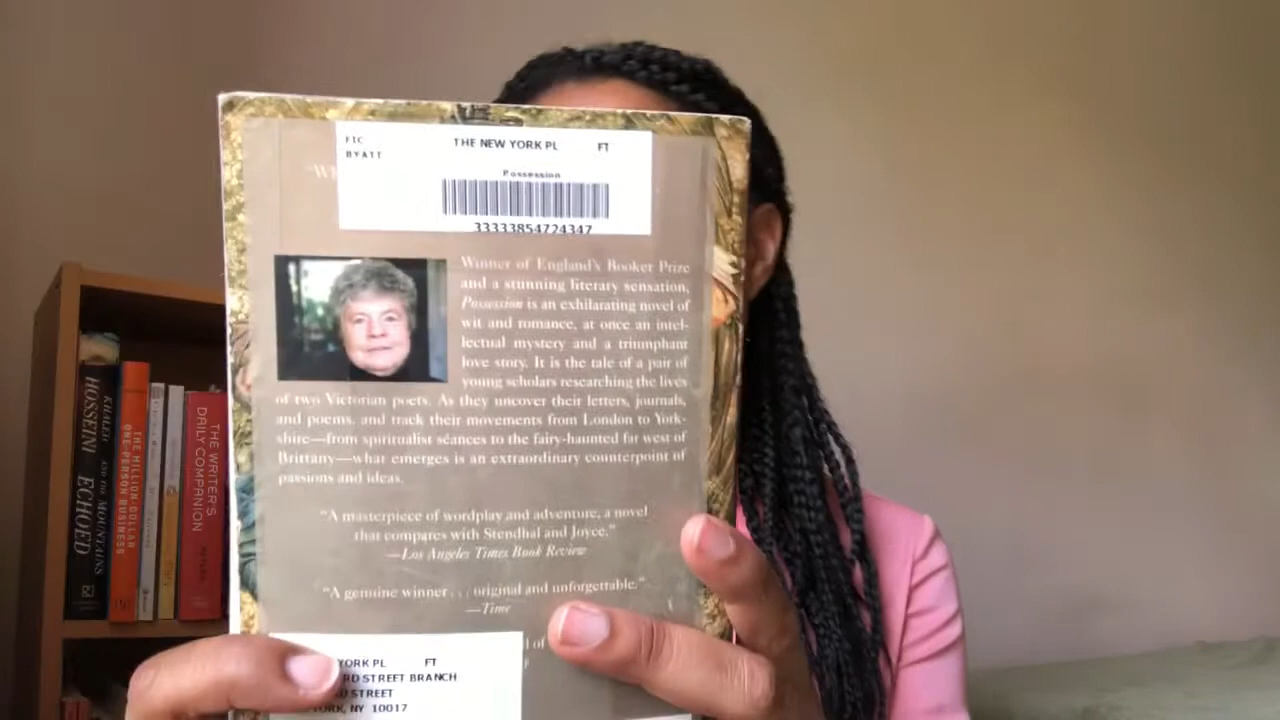 FIC
BYATT
THE NEW YORK PL
FT
Possession
33333854724347
Winner of England's Booker Prize
and a stunning literary sensation,
Possession is an exhilarating novel of
wit and romance, at once an intel-
lectual mystery and a triumphant
love story. It is the tale of a pair of
young scholars researching the lives
of two Victorian poets. As they uncover their letters, journals,
and poems, and track their movements from London to York-
shire—from spiritualist séances to the fairy-haunted far west of
Brittany—what emerges is an extraordinary counterpoint of
passions and ideas.
"A masterpiece of wordplay and adventure, a novel
that compares with Stendhal and Joyce."
—Los Angeles Times Book Review
"A genuine winner . . . original and unforgettable."
—Time
of
YORK PL
FT
RD STREET BRANCH
STREET
YORK, NY 10017
KHALED
HOSSEINI
AND THE MOUNTAINS
ECHOED
THE MILLION-DOLLAR
ONE-PERSON BUSINESS
THE WRITER'S
DAILY COMPANION